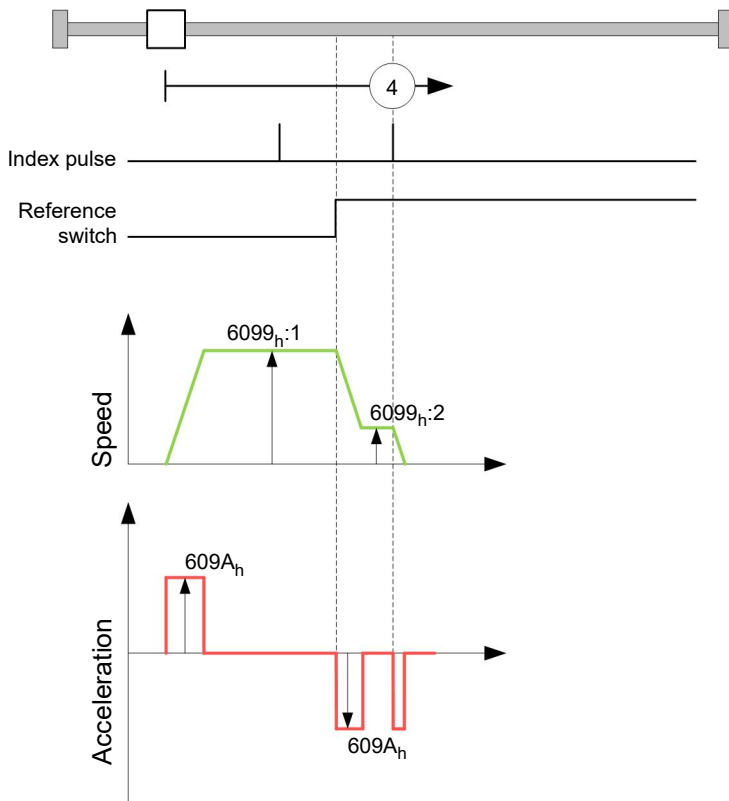 4
Index pulse
Reference
switch
6099h:1
6099h:2
Speed
609Ah
Acceleration
609Ah